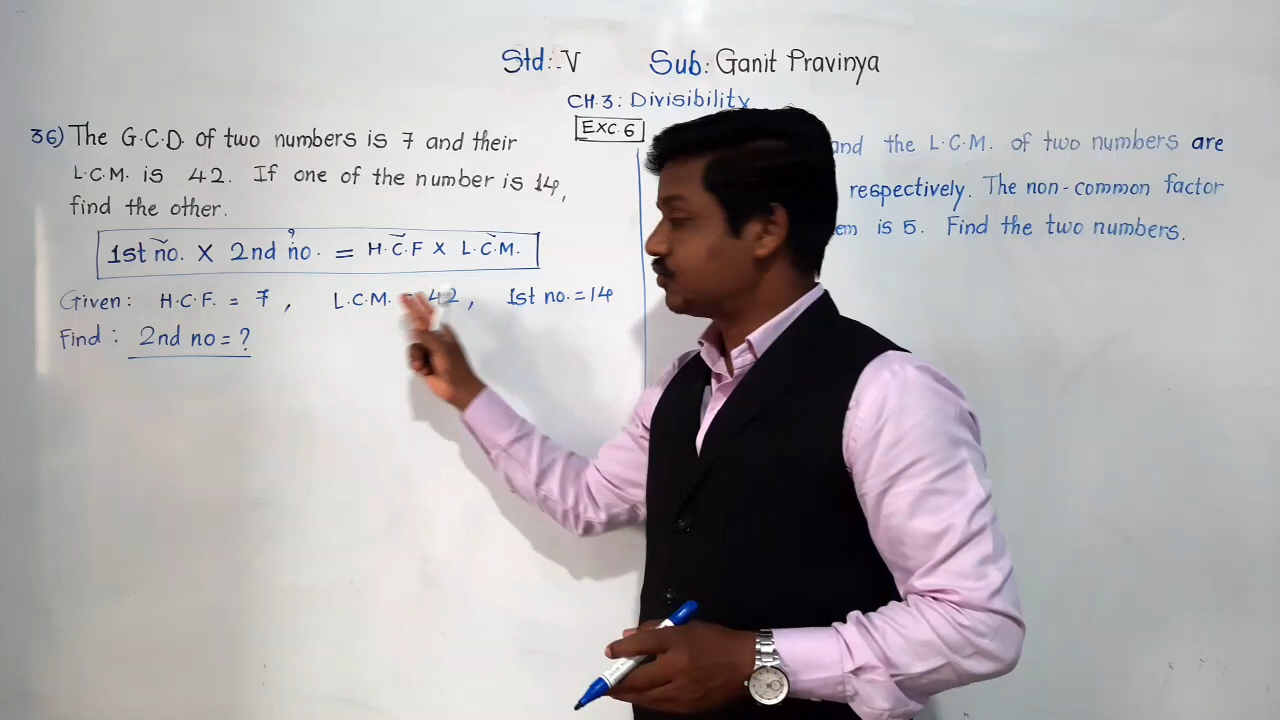 Std:-V Sub: Ganit Pravinya
CH.3: Divisibility
EXC.6
36) The G.C.D. of two numbers is 7 and their
L.C.M. is 42. If one of the number is 14,
find the other.
?
1st no. X 2nd no. = H.C.F X L.C.M.
Given: H.C.F. = 7, L.C.M. = 42, 1st no. = 14
Find: 2nd no = ?
and the L.C.M. of two numbers are
respectively. The non-common factor
is 5. Find the two numbers.